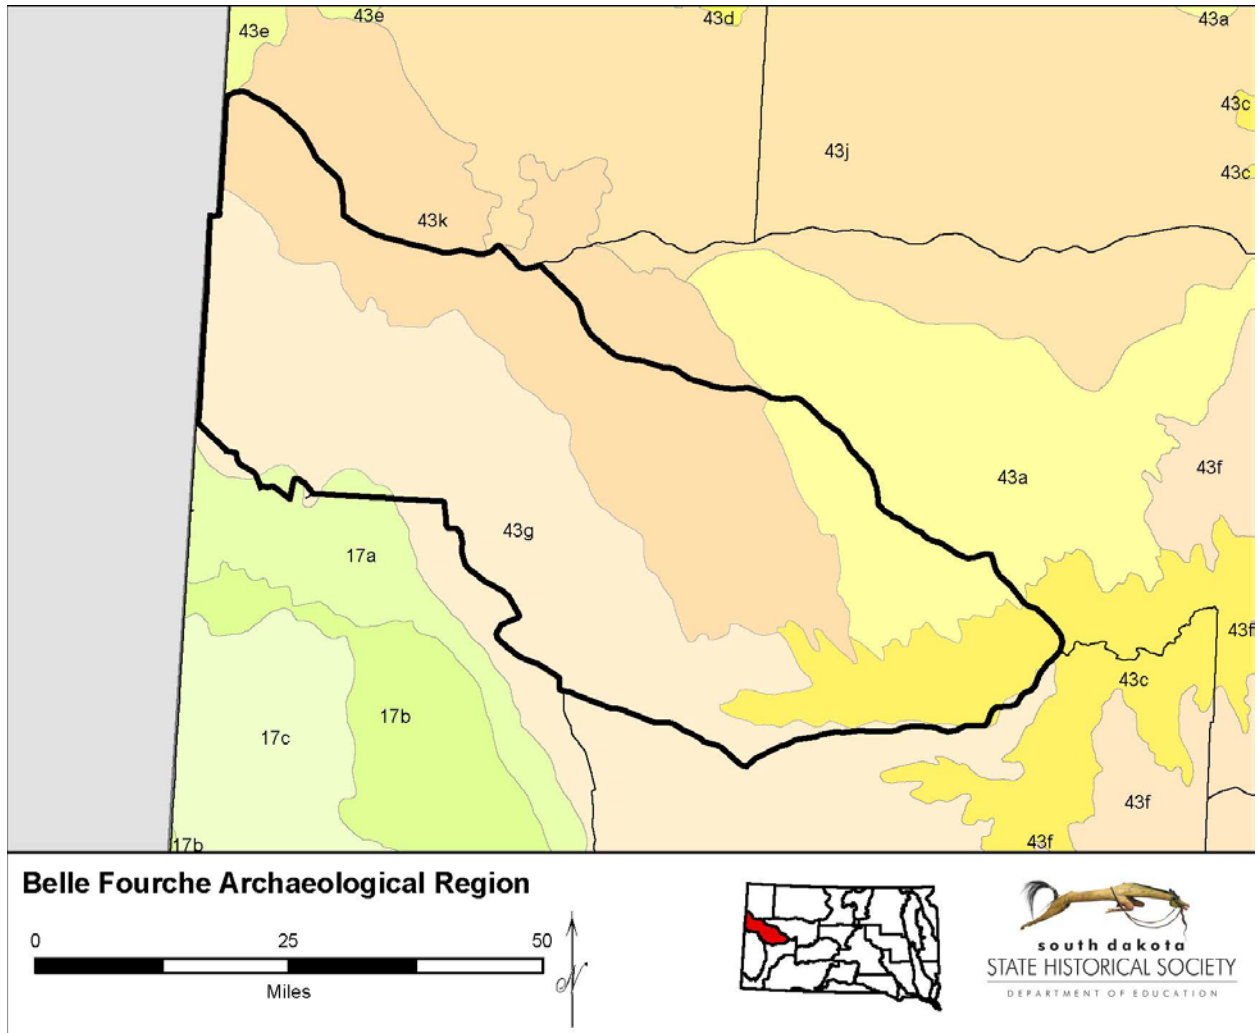 43e
43e
43d
43a
43c
43j
43c
43k
43f
43a
43g
17a
43f
43c
17b
17c
43f
17b
43f
Belle Fourche Archaeological Region
0 25 50
Miles
N
south dakota
STATE HISTORICAL SOCIETY
DEPARTMENT OF EDUCATION